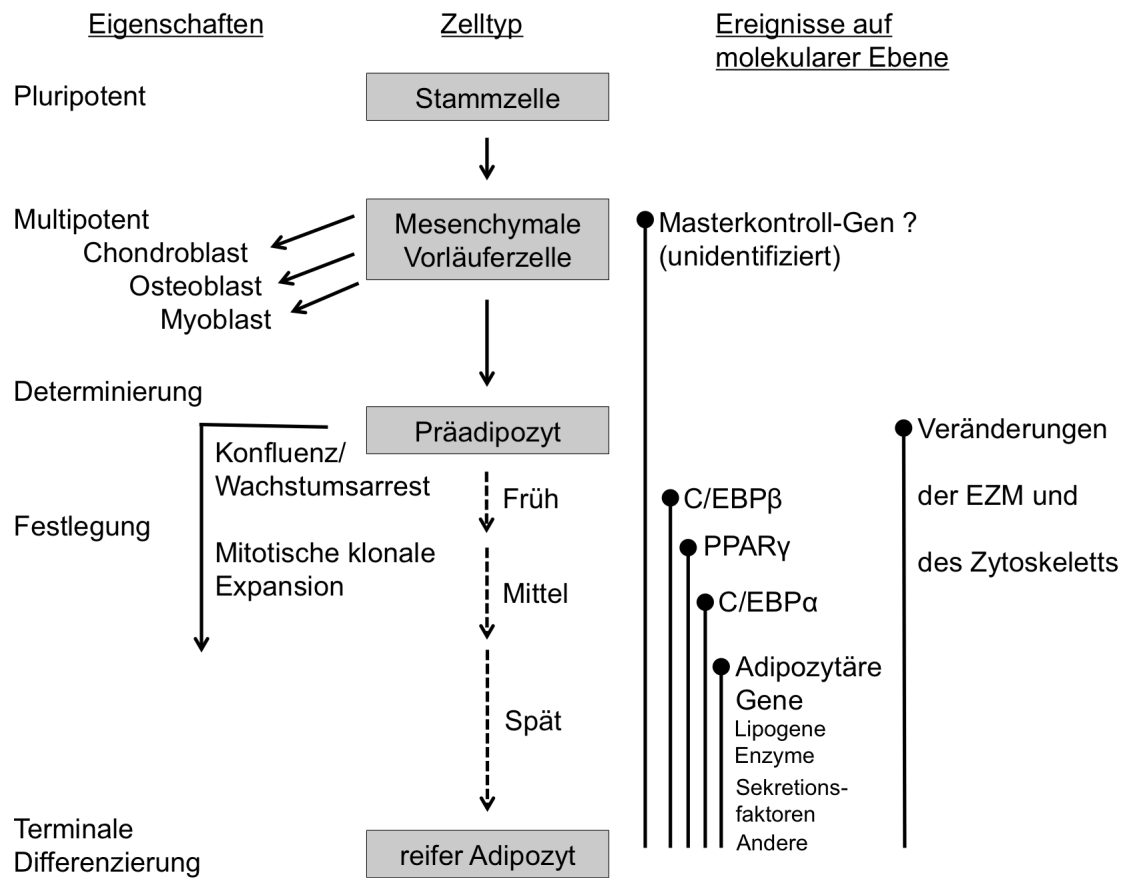 Eigenschaften
Zelltyp
Ereignisse auf
molekularer Ebene
Pluripotent
Stammzelle
Multipotent
Chondroblast
Osteoblast
Myoblast
Mesenchymale
Vorläuferzelle
Masterkontroll-Gen ?
(unidentifiziert)
Determinierung
Präadipozyt
Konfluenz/
Wachstumsarrest
Festlegung
Mitotische klonale
Expansion
Früh
Mittel
Spät
C/EBPβ
PPARγ
C/EBPα
Adipozytäre
Gene
Lipogene
Enzyme
Sekretions-
faktoren
Andere
Veränderungen
der EZM und
des Zytoskeletts
Terminale
Differenzierung
reifer Adipozyt